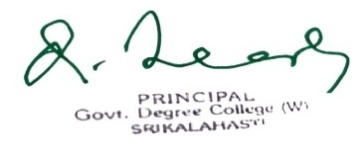 PRINCIPAL
Govt. Degree College (W)
SRIKALAHASTI